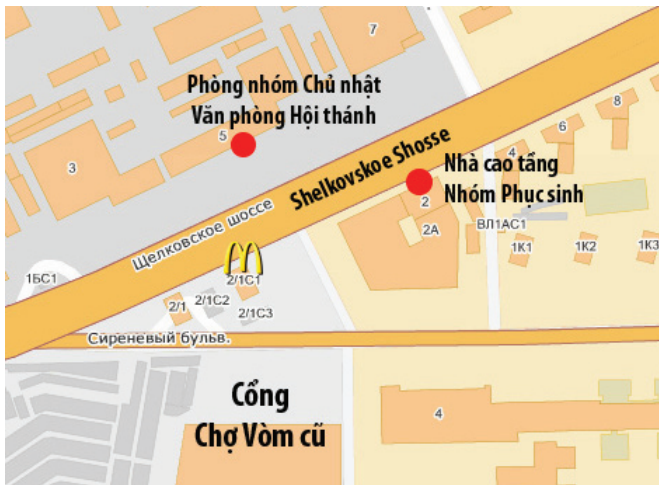 7
Phòng nhóm Chủ nhật
Văn phòng Hội thánh
5
3
8
6
4
Shelkovskoe Shosse
Щелковское шоссе
Nhà cao tầng
Nhóm Phục sinh
2
2А
ВЛ1АС1
1К1
1К2
1К3
1БС1
2/1С1
2/1С2
2/1
2/1С3
Сиреневый бульв.
Cổng
Chợ Vòm cũ
4